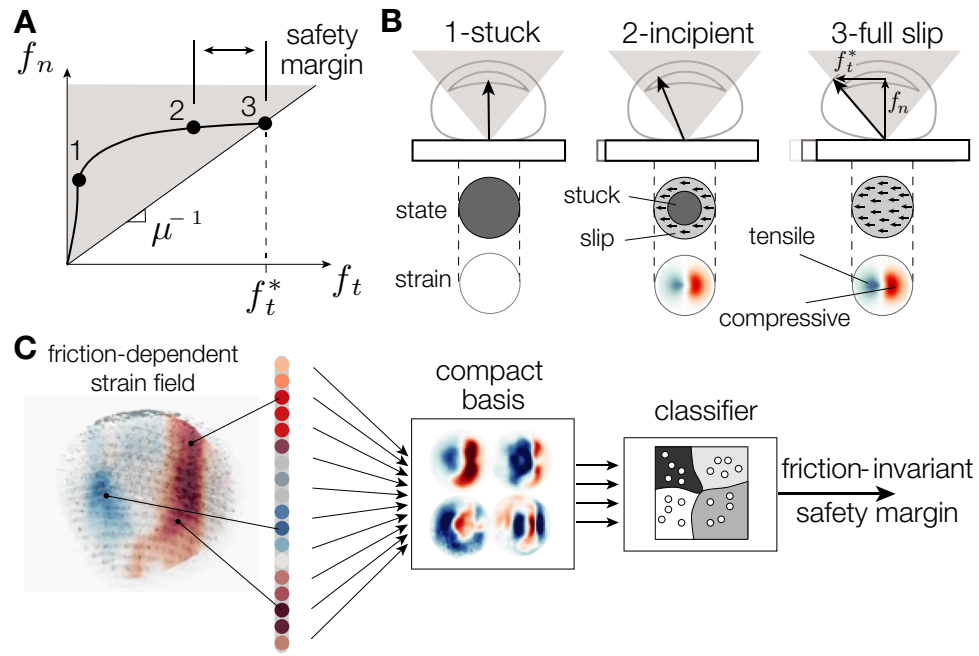 A
f_n
safety
margin
1
2
3
μ^{-1}
f_t^*
f_t
B
1-stuck
2-incipient
3-full slip
f_t^*
f_n
state
stuck
slip
tensile
strain
compressive
C
friction-dependent
strain field
compact
basis
classifier
friction-invariant
safety margin